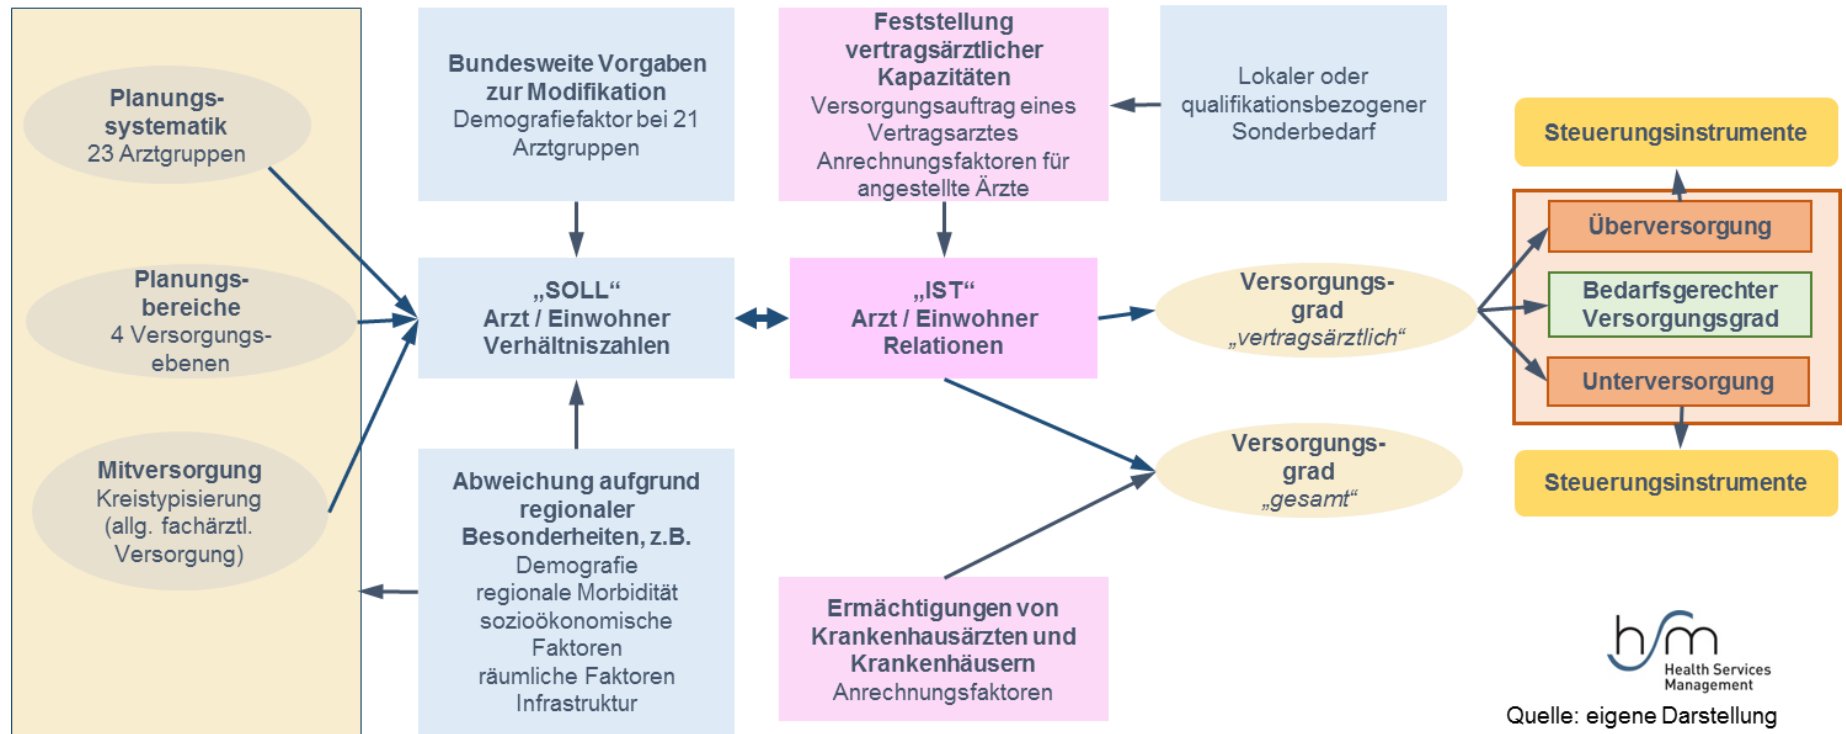 Planungs-
systematik
23 Arztgruppen
Planungs-
bereiche
4 Versorgungs-
ebenen
Mitversorgung
Kreistypisierung
(allg. fachärztl.
Versorgung)
Bundesweite Vorgaben
zur Modifikation
Demografiefaktor bei 21
Arztgruppen
„SOLL“
Arzt / Einwohner
Verhältniszahlen
Abweichung aufgrund
regionaler
Besonderheiten, z.B.
Demografie
regionale Morbidität
sozioökonomische
Faktoren
räumliche Faktoren
Infrastruktur
Feststellung
vertragsärztlicher
Kapazitäten
Versorgungsauftrag eines
Vertragsarztes
Anrechnungsfaktoren für
angestellte Ärzte
„IST“
Arzt / Einwohner
Relationen
Ermächtigungen von
Krankenhausärzten und
Krankenhäusern
Anrechnungsfaktoren
Lokaler oder
qualifikationsbezogener
Sonderbedarf
Versorgungs-
grad
„vertragsärztlich“
Versorgungs-
grad
„gesamt“
Steuerungsinstrumente
Überversorgung
Bedarfsgerechter
Versorgungsgrad
Unterversorgung
Steuerungsinstrumente
hsm
Health Services
Management
Quelle: eigene Darstellung